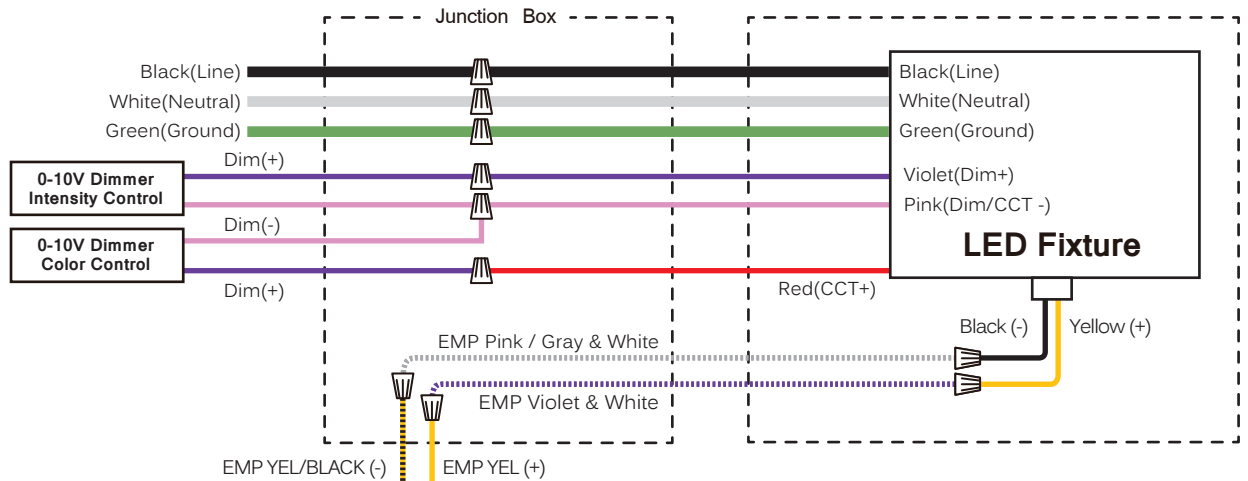 Junction Box
Black(Line)
Black(Line)
White(Neutral)
White(Neutral)
Green(Ground)
Green(Ground)
Dim(+)
0-10V Dimmer
Intensity Control
Violet(Dim+)
Pink(Dim/CCT -)
Dim(-)
0-10V Dimmer
Color Control
LED Fixture
Dim(+)
Red(CCT+)
Black (-)
Yellow (+)
EMP Pink / Gray & White
EMP Violet & White
EMP YEL/BLACK (-)
EMP YEL (+)